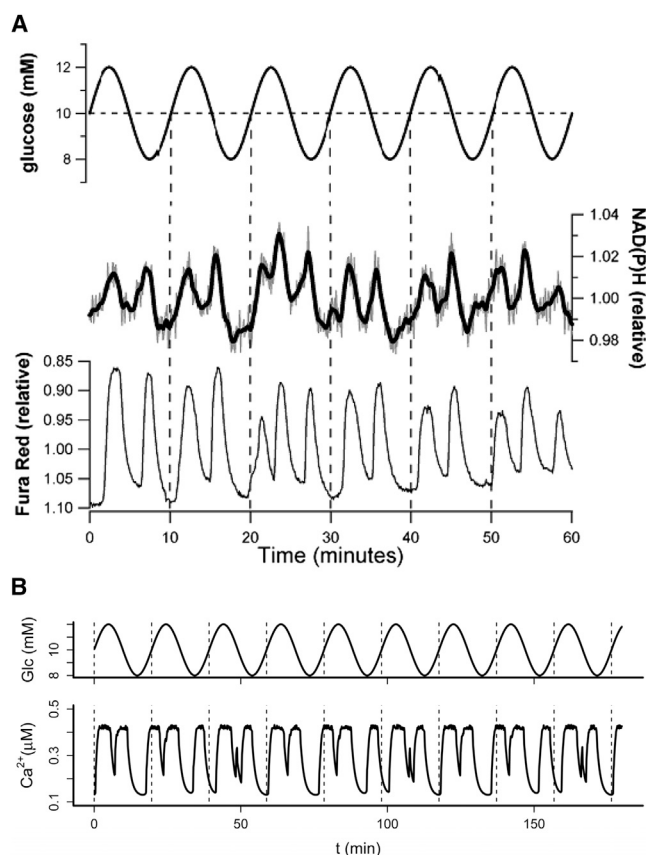 A
glucose (mM)
12
10
8
NAD(P)H (relative)
1.04
1.02
1.00
0.98
Fura Red (relative)
0.85
0.90
0.95
1.00
1.05
1.10
0 10 20 30 40 50 60
Time (minutes)
B
Glc (mM)
10
8
Ca²⁺(μM)
0.5
0.3
0.1
0 50 100 150
t (min)